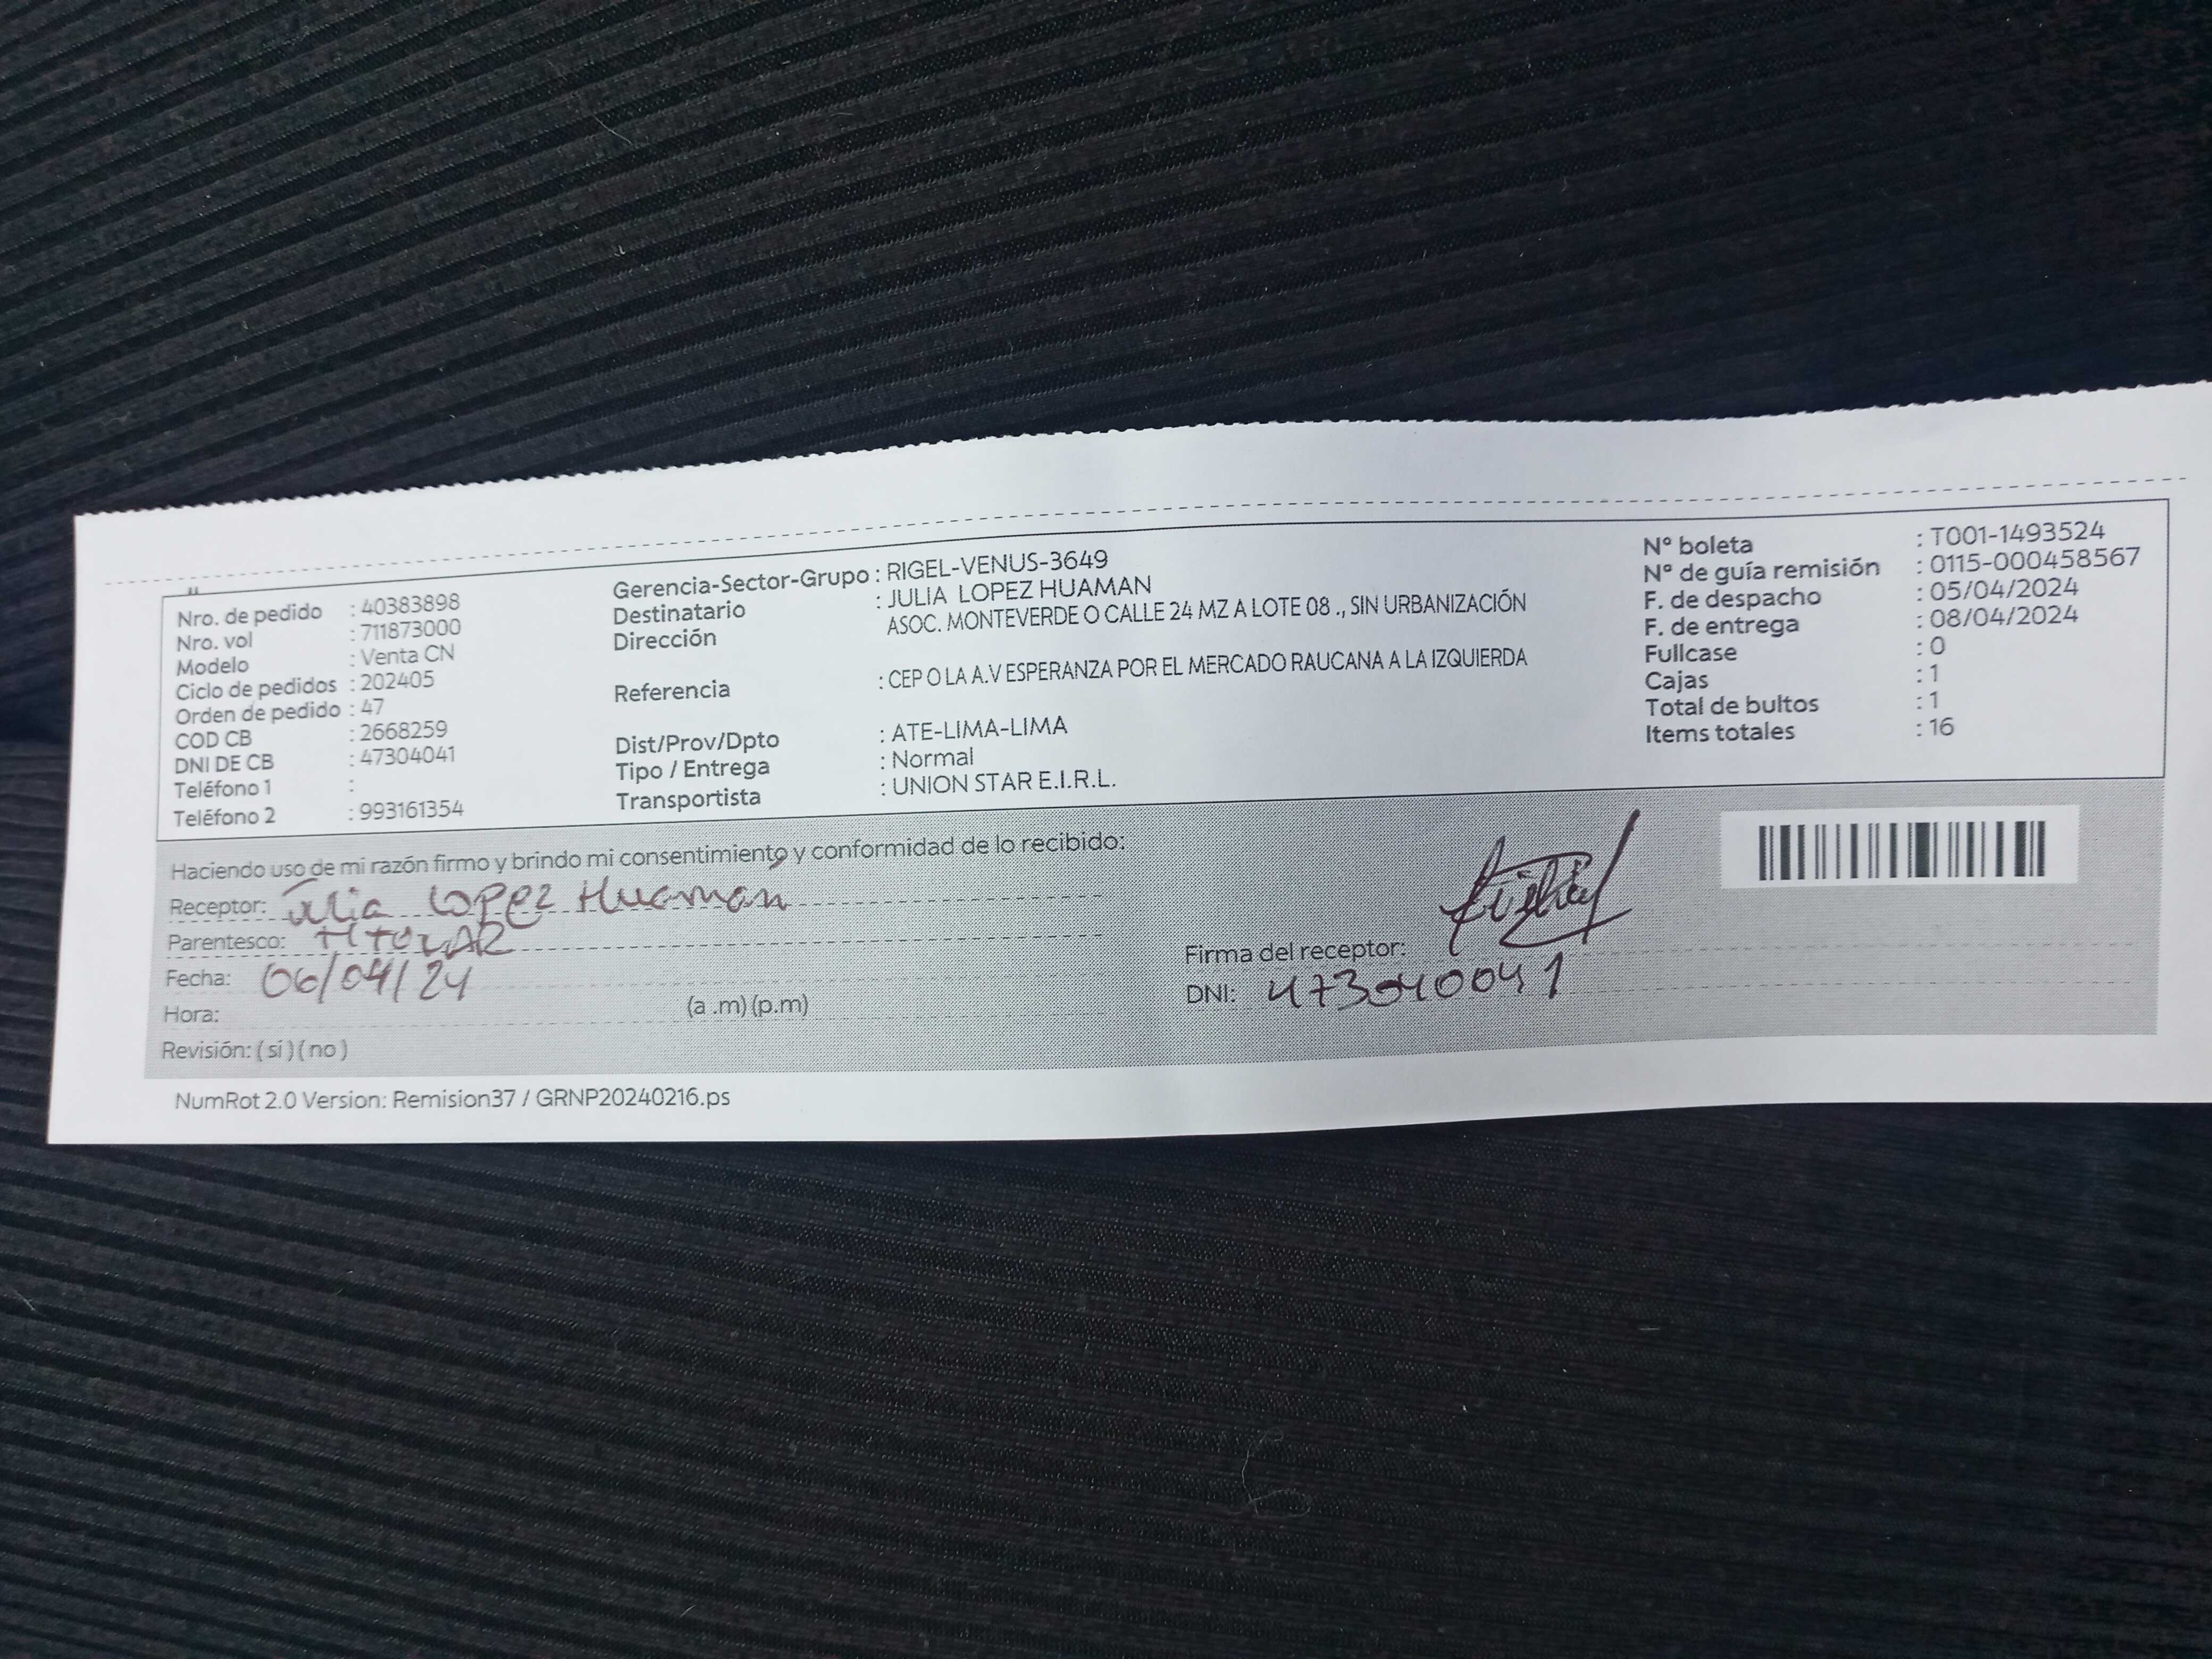 Nro. de pedido : 40383898
Nro. vol : 711873000
Modelo : Venta CN
Ciclo de pedidos : 202405
Orden de pedido : 47
COD CB : 2668259
DNI DE CB : 47304041
Teléfono 1 :
Teléfono 2 : 993161354
Gerencia-Sector-Grupo : RIGEL-VENUS-3649
Destinatario : JULIA LOPEZ HUAMAN
Dirección ASOC. MONTEVERDE O CALLE 24 MZ A LOTE 08 ., SIN URBANIZACIÓN
Referencia : CEP O LA A.V ESPERANZA POR EL MERCADO RAUCANA A LA IZQUIERDA
Dist/Prov/Dpto : ATE-LIMA-LIMA
Tipo / Entrega : Normal
Transportista : UNION STAR E.I.R.L.
N° boleta : T001-1493524
N° de guía remisión : 0115-000458567
F. de despacho : 05/04/2024
F. de entrega : 08/04/2024
Fullcase : 0
Cajas : 1
Total de bultos : 1
Items totales : 16
Haciendo uso de mi razón firmo y brindo mi consentimiento y conformidad de lo recibido:
Receptor: Julia Lopez Huamán
Parentesco: TITULAR
Fecha: 06/04/24
Hora: (a .m) (p.m)
Revisión: ( sí ) ( no )
Firma del receptor:
DNI:
NumRot 2.0 Version: Remision37 / GRNP20240216.ps